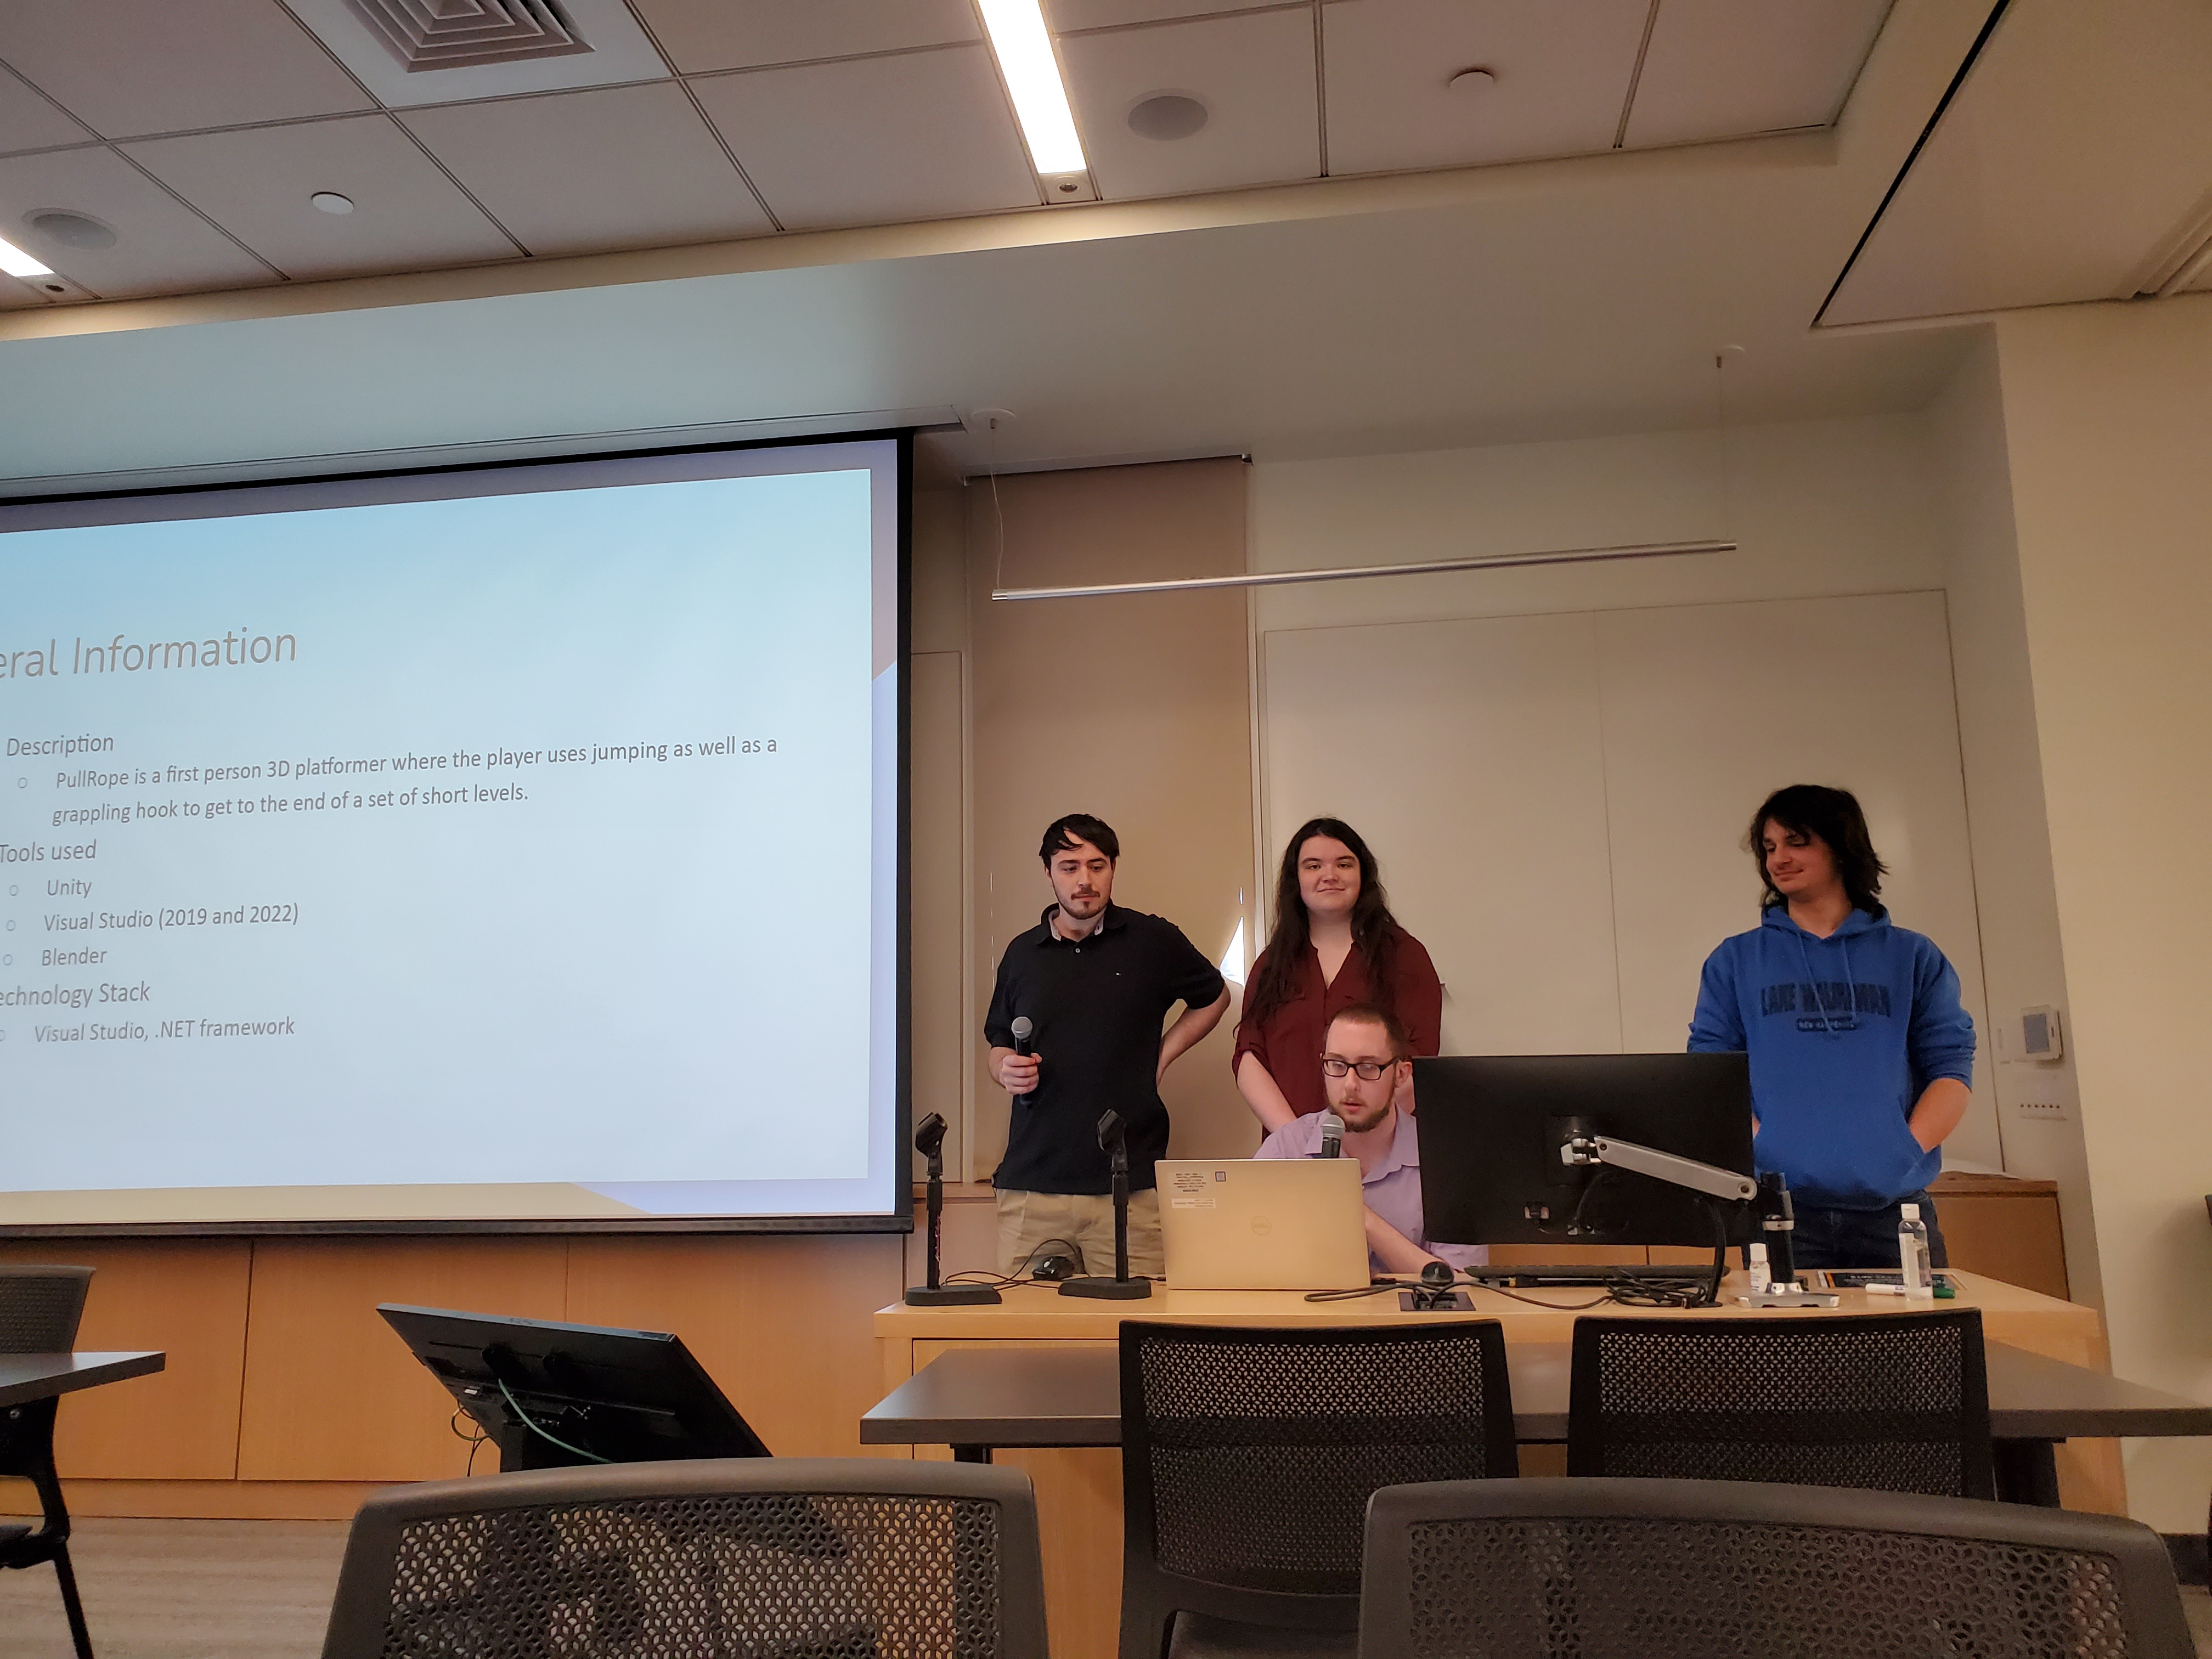 eral Information
Description
○ PullRope is a first person 3D platformer where the player uses jumping as well as a
grappling hook to get to the end of a set of short levels.
Tools used
○ Unity
○ Visual Studio (2019 and 2022)
○ Blender
echnology Stack
○ Visual Studio, .NET framework
DELL